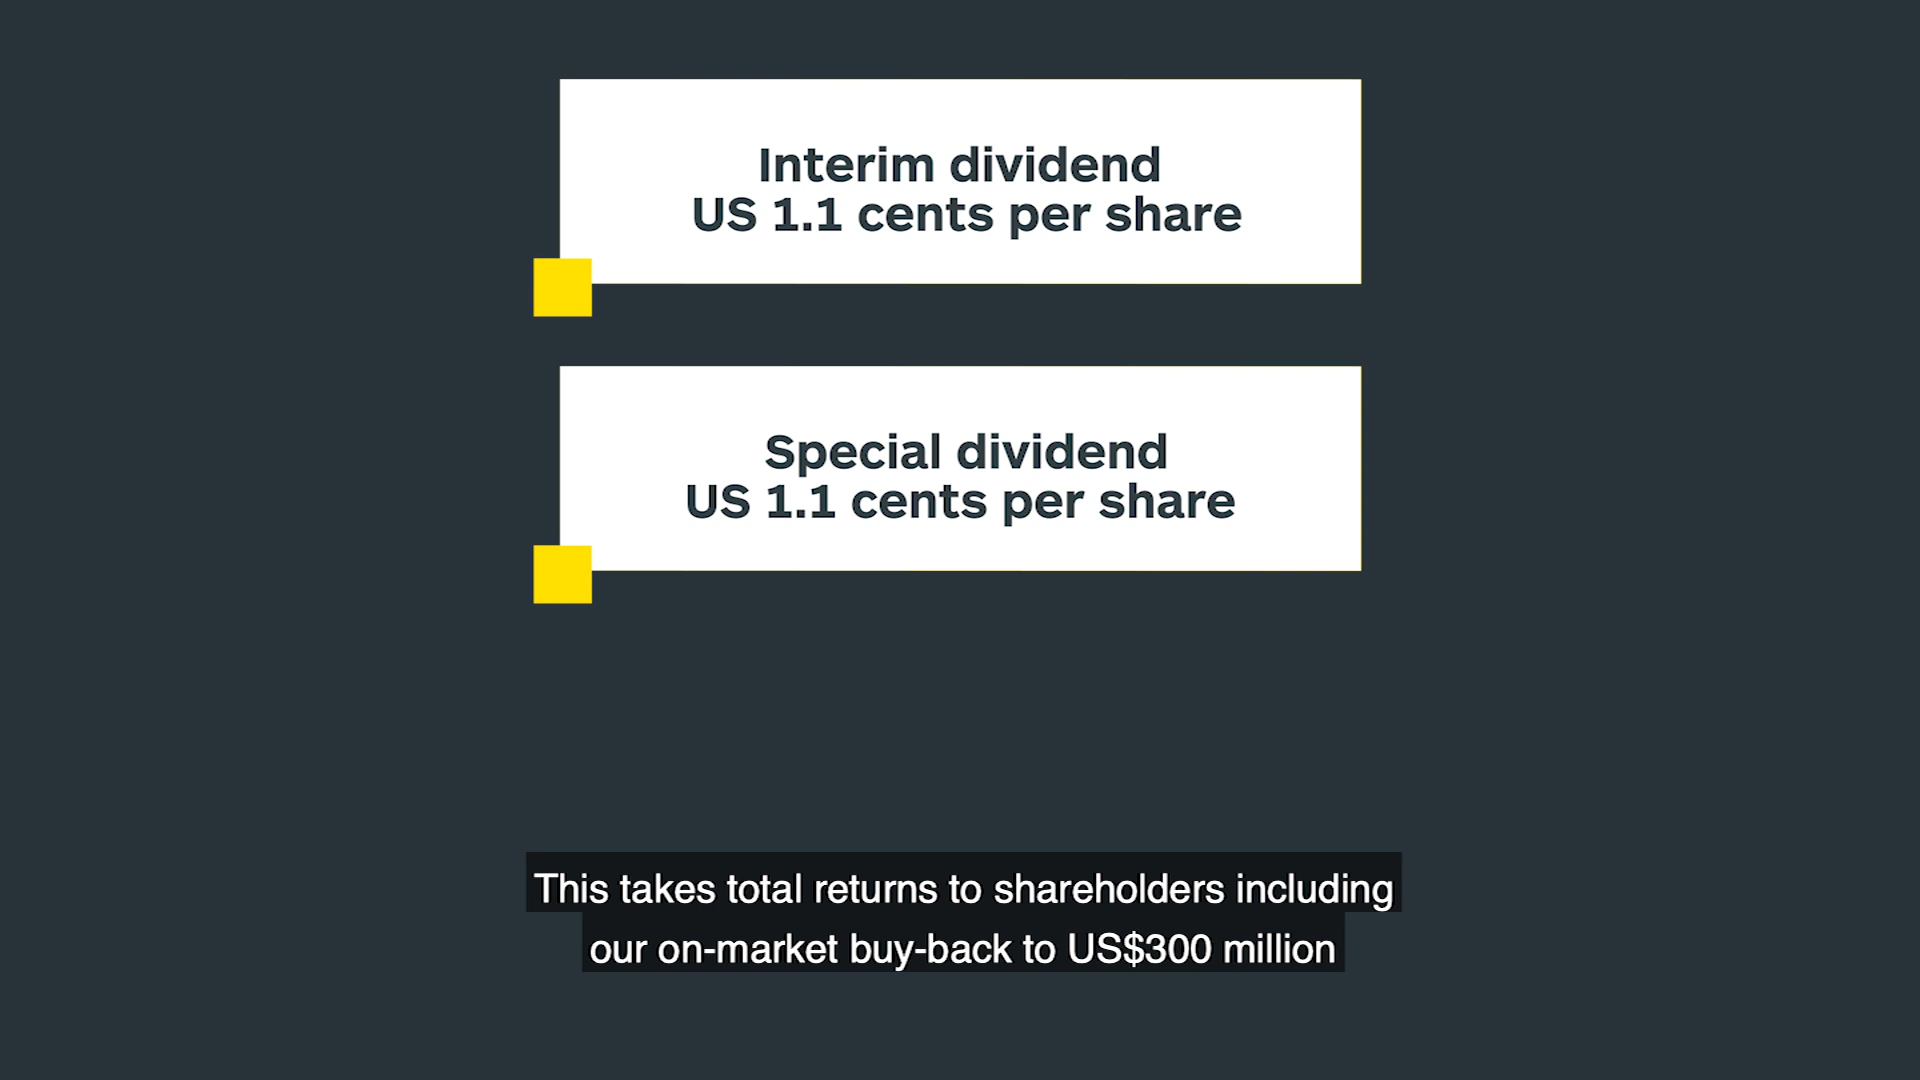 Interim dividend
US 1.1 cents per share
Special dividend
US 1.1 cents per share
This takes total returns to shareholders including
our on-market buy-back to US$300 million